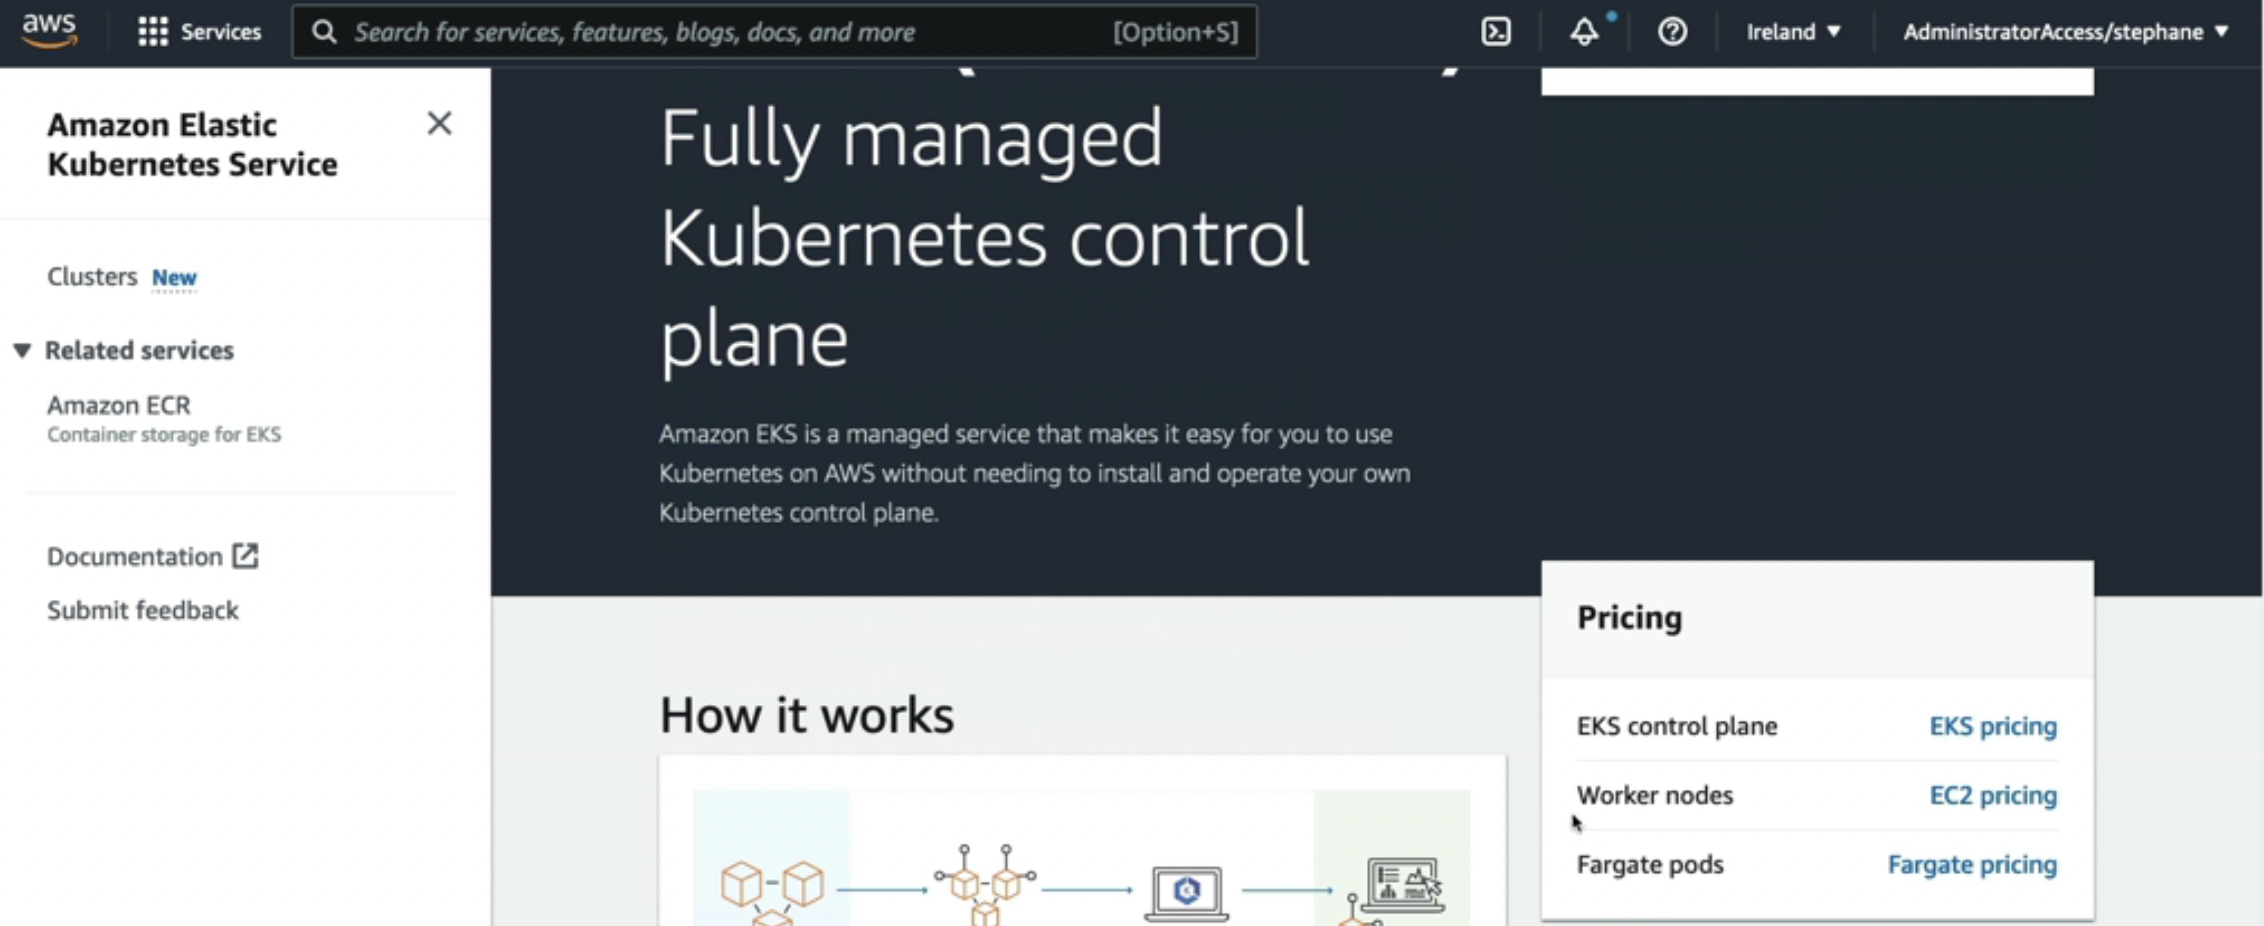 aws
Services
Search for services, features, blogs, docs, and more
[Option+S]
Ireland ▼
AdministratorAccess/stephane ▼
Amazon Elastic
Kubernetes Service
Clusters New
Related services
Amazon ECR
Container storage for EKS
Documentation
Submit feedback
Fully managed
Kubernetes control
plane
Amazon EKS is a managed service that makes it easy for you to use
Kubernetes on AWS without needing to install and operate your own
Kubernetes control plane.
How it works
Pricing
EKS control plane EKS pricing
Worker nodes EC2 pricing
Fargate pods Fargate pricing